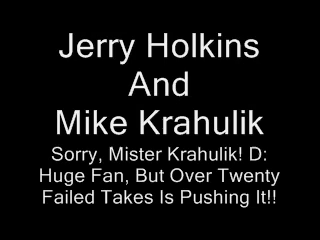 Jerry Holkins
And
Mike Krahulik
Sorry, Mister Krahulik! D:
Huge Fan, But Over Twenty
Failed Takes Is Pushing It!!